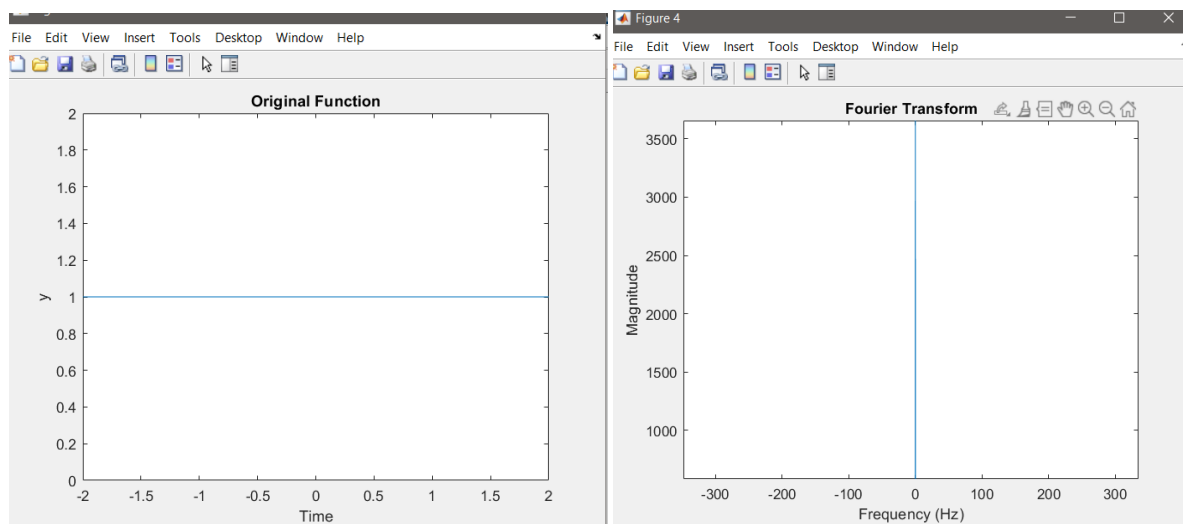 File Edit View Insert Tools Desktop Window Help
Original Function
2
1.8
1.6
1.4
1.2
1
0.8
0.6
0.4
0.2
0
y
-2 -1.5 -1 -0.5 0 0.5 1 1.5 2
Time
Figure 4
File Edit View Insert Tools Desktop Window Help
Fourier Transform
3500
3000
2500
2000
1500
1000
Magnitude
-300 -200 -100 0 100 200 300
Frequency (Hz)